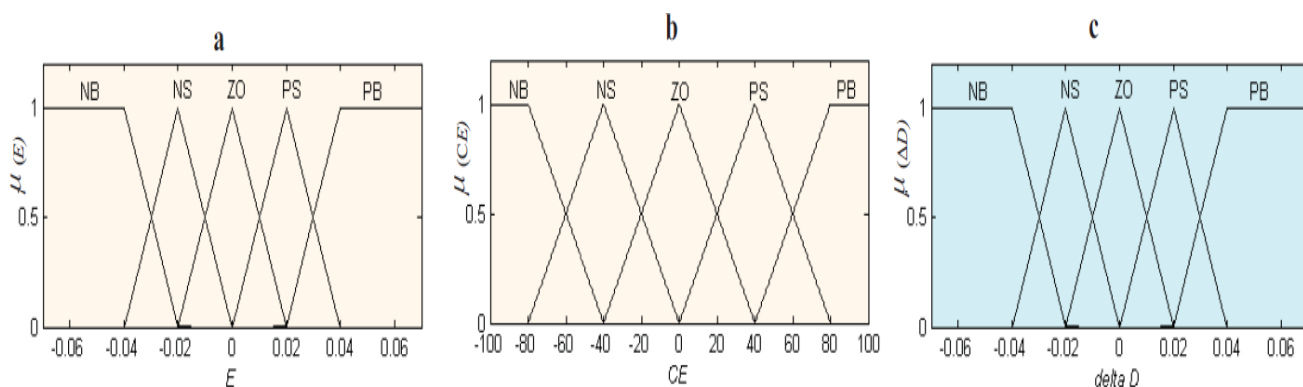 a
NB NS ZO PS PB
1
0.5
0
μ (E)
-0.06 -0.04 -0.02 0 0.02 0.04 0.06
E
b
NB NS ZO PS PB
1
0.5
0
μ (CE)
-100 -80 -60 -40 -20 0 20 40 60 80 100
CE
c
NB NS ZO PS PB
1
0.5
0
μ (ΔD)
-0.06 -0.04 -0.02 0 0.02 0.04 0.06
delta D